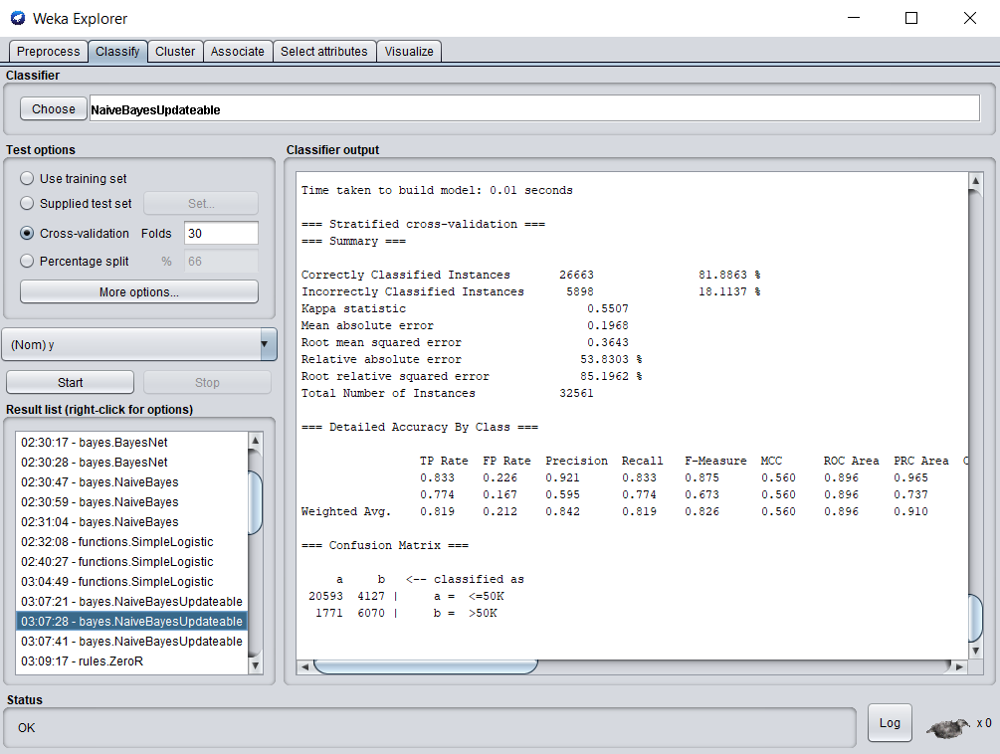 Weka Explorer
Preprocess Classify Cluster Associate Select attributes Visualize
Classifier
Choose NaiveBayesUpdateable
Test options
Use training set
Supplied test set Set...
Cross-validation Folds 30
Percentage split % 66
More options...
(Nom) y
Start Stop
Result list (right-click for options)
02:30:17 - bayes.BayesNet
02:30:28 - bayes.BayesNet
02:30:47 - bayes.NaiveBayes
02:30:59 - bayes.NaiveBayes
02:31:04 - bayes.NaiveBayes
02:32:08 - functions.SimpleLogistic
02:40:27 - functions.SimpleLogistic
03:04:49 - functions.SimpleLogistic
03:07:21 - bayes.NaiveBayesUpdateable
03:07:28 - bayes.NaiveBayesUpdateable
03:07:41 - bayes.NaiveBayesUpdateable
03:09:17 - rules.ZeroR
Classifier output
Time taken to build model: 0.01 seconds
=== Stratified cross-validation ===
=== Summary ===
Correctly Classified Instances 26663 81.8863 %
Incorrectly Classified Instances 5898 18.1137 %
Kappa statistic 0.5507
Mean absolute error 0.1968
Root mean squared error 0.3643
Relative absolute error 53.8303 %
Root relative squared error 85.1962 %
Total Number of Instances 32561
=== Detailed Accuracy By Class ===
TP Rate FP Rate Precision Recall F-Measure MCC ROC Area PRC Area
0.833 0.226 0.921 0.833 0.875 0.560 0.896 0.965
0.774 0.167 0.595 0.774 0.673 0.560 0.896 0.737
Weighted Avg. 0.819 0.212 0.842 0.819 0.826 0.560 0.896 0.910
=== Confusion Matrix ===
a b <-- classified as
20593 4127 | a = <=50K
1771 6070 | b = >50K
Status
OK
Log
x 0